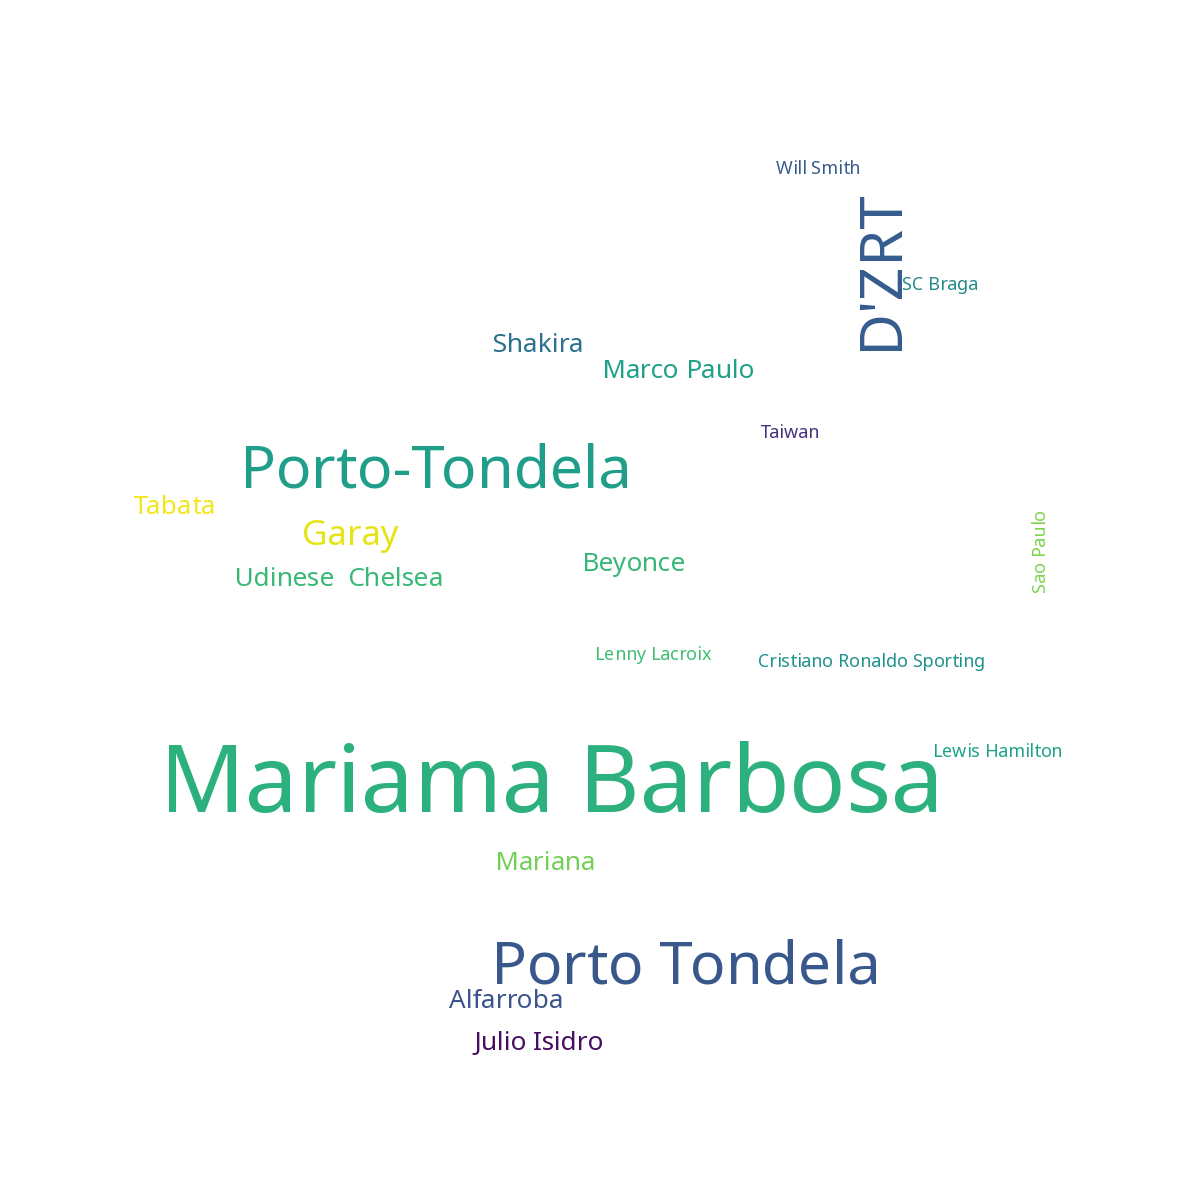 Will Smith
D'ZRT
SC Braga
Shakira
Marco Paulo
Taiwan
Porto-Tondela
Tabata
Garay
Sao Paulo
Beyonce
Udinese Chelsea
Lenny Lacroix
Cristiano Ronaldo Sporting
Lewis Hamilton
Mariama Barbosa
Mariana
Porto Tondela
Alfarroba
Julio Isidro